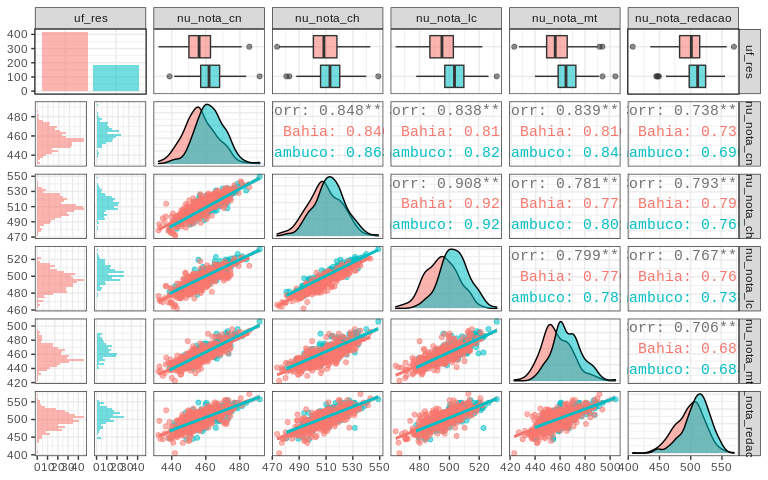 uf_res nu_nota_cn nu_nota_ch nu_nota_lc nu_nota_mt nu_nota_redacao
400
300
200
100
0
uf_res
480
460
440
orr: 0.848** orr: 0.838** orr: 0.839** orr: 0.738**
Bahia: 0.84 Bahia: 0.81 Bahia: 0.81 Bahia: 0.73
ambuco: 0.86 ambuco: 0.82 ambuco: 0.84 ambuco: 0.69
nu_nota_cn
550
530
510
490
470
orr: 0.908** orr: 0.781** orr: 0.793**
Bahia: 0.92 Bahia: 0.77 Bahia: 0.79
ambuco: 0.92 ambuco: 0.80 ambuco: 0.76
nu_nota_ch
520
500
480
460
orr: 0.799** orr: 0.767**
Bahia: 0.77 Bahia: 0.76
ambuco: 0.78 ambuco: 0.73
nu_nota_lc
500
480
460
440
420
orr: 0.706**
Bahia: 0.68
ambuco: 0.68
nu_nota_mt
550
500
450
400
_nota_redac
440 460 480 470 490 510 530 550 480 500 520 420 440 460 480 500 400 450 500 550